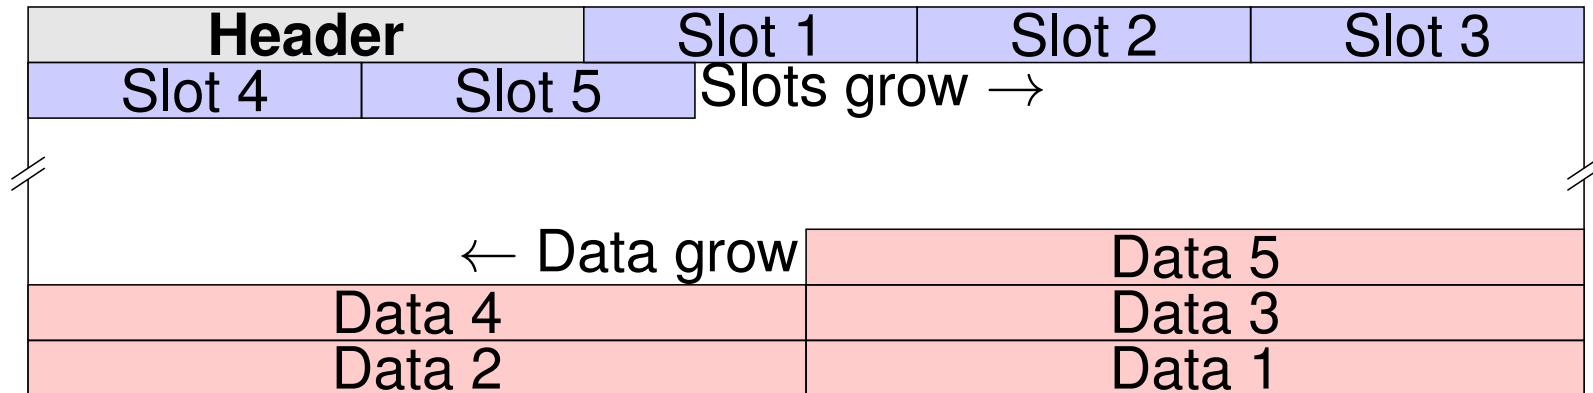 Header Slot 1 Slot 2 Slot 3
Slot 4 Slot 5 Slots grow →
← Data grow Data 5
Data 4 Data 3
Data 2 Data 1